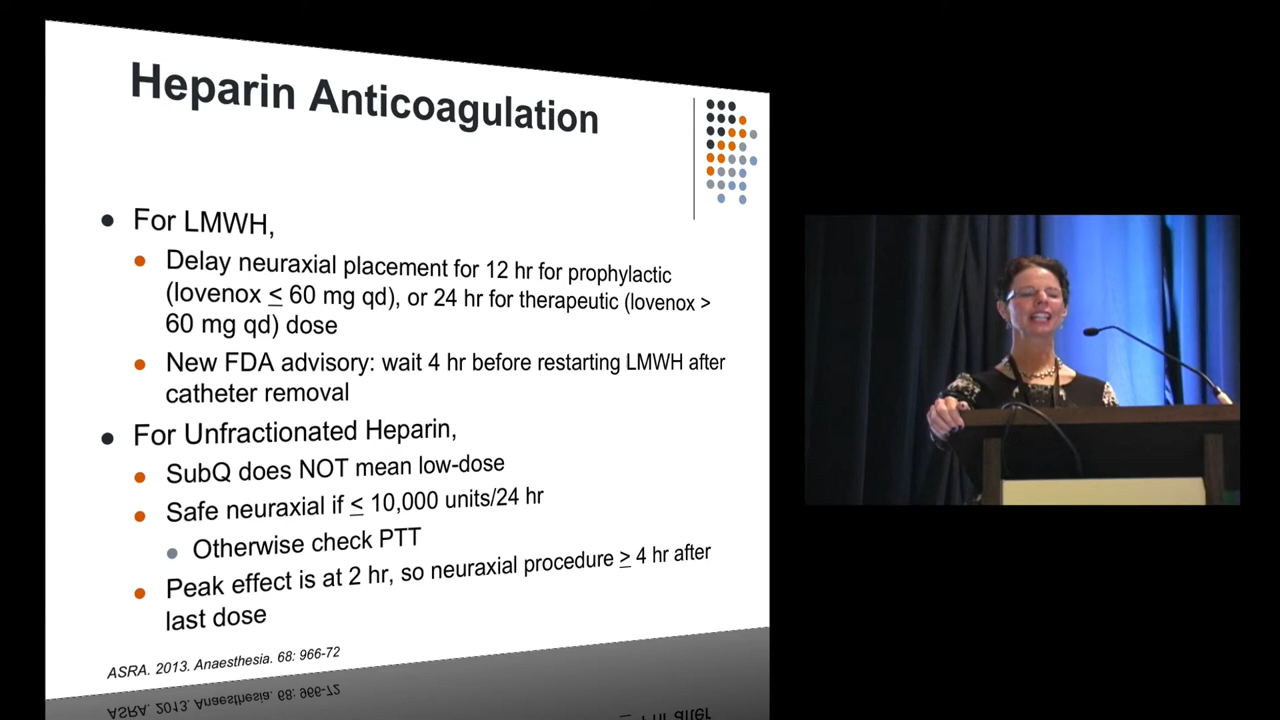 Heparin Anticoagulation
For LMWH,
Delay neuraxial placement for 12 hr for prophylactic
(lovenox ≤ 60 mg qd), or 24 hr for therapeutic (lovenox >
60 mg qd) dose
New FDA advisory: wait 4 hr before restarting LMWH after
catheter removal
For Unfractionated Heparin,
SubQ does NOT mean low-dose
Safe neuraxial if ≤ 10,000 units/24 hr
Otherwise check PTT
Peak effect is at 2 hr, so neuraxial procedure ≥ 4 hr after
last dose
ASRA. 2013. Anaesthesia. 68: 966-72